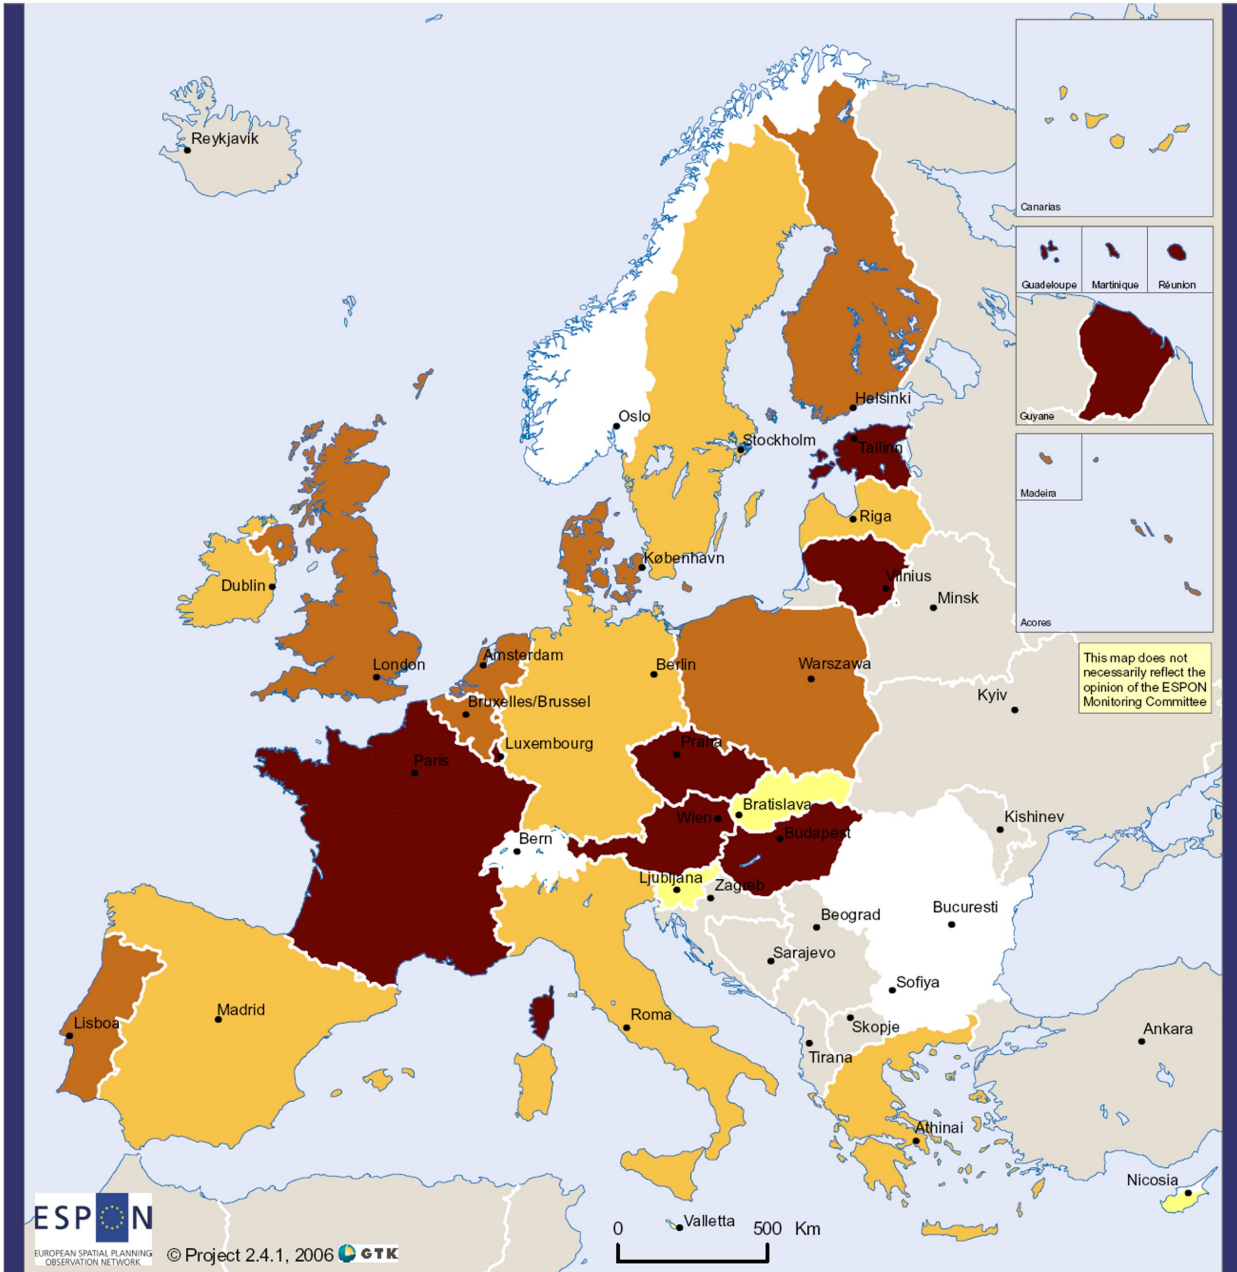 Reykjavik
Canarias
Guadeloupe
Martinique
Réunion
Guyane
Oslo
Helsinki
Stockholm
Tallinn
Madeira
Riga
København
Dublin
Vilnius
Minsk
Acores
London
Amsterdam
Berlin
Warszawa
This map does not
necessarily reflect the
opinion of the ESPON
Monitoring Committee
Bruxelles/Brussel
Kyiv
Luxembourg
Praha
Paris
Bratislava
Wien
Kishinev
Bern
Budapest
Ljubljana
Zagreb
Beograd
Bucuresti
Sarajevo
Sofiya
Madrid
Lisboa
Roma
Skopje
Ankara
Tirana
Athinai
Nicosia
Valletta
0 500 Km
ESPON
EUROPEAN SPATIAL PLANNING
OBSERVATION NETWORK
© Project 2.4.1, 2006 GTK